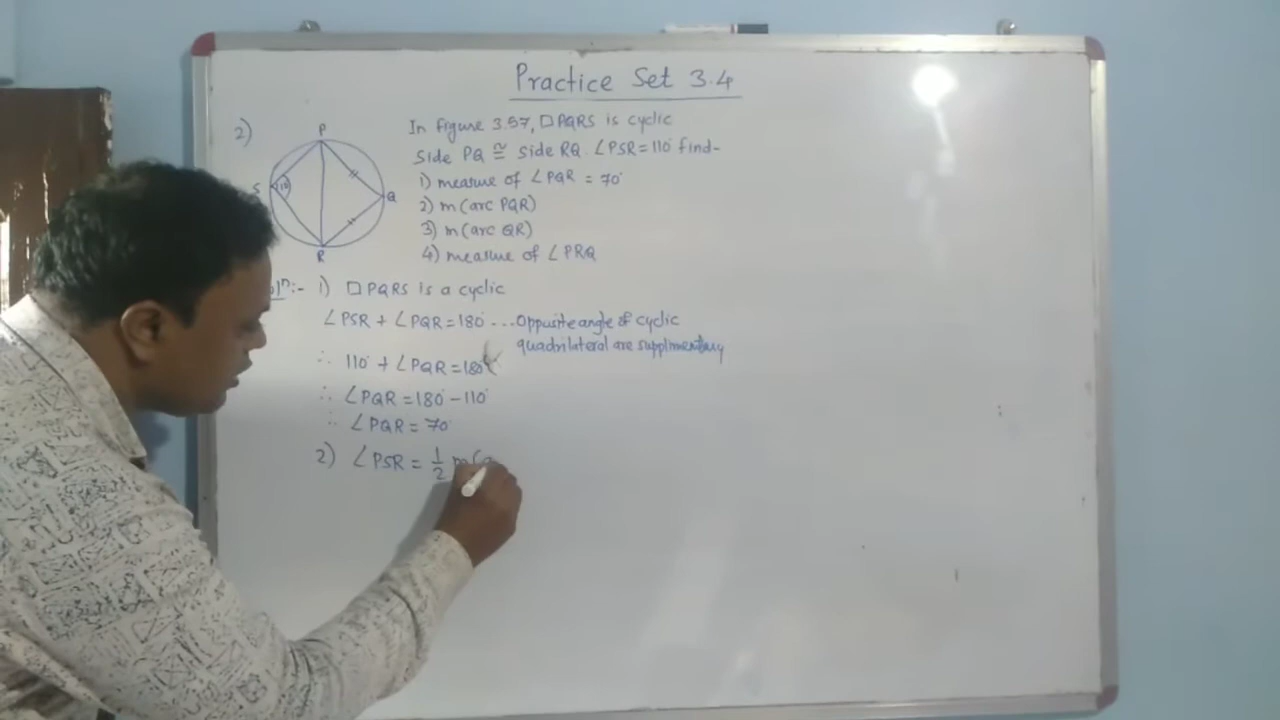 Practice Set 3.4
2)
P
S
110°
Q
R
In figure 3.57, □PQRS is cyclic
Side PQ ≅ side RQ. ∠PSR=110° find-
1) measure of ∠PQR = 70°
2) m(arc PQR)
3) m(arc QR)
4) measure of ∠PRQ
olⁿ:- 1) □PQRS is a cyclic
∠PSR + ∠PQR = 180° ... Opposite angle of cyclic
quadrilateral are supplimentary
∴ 110° + ∠PQR = 180°
∴ ∠PQR = 180° - 110°
∴ ∠PQR = 70°
2) ∠PSR = 1/2 m(